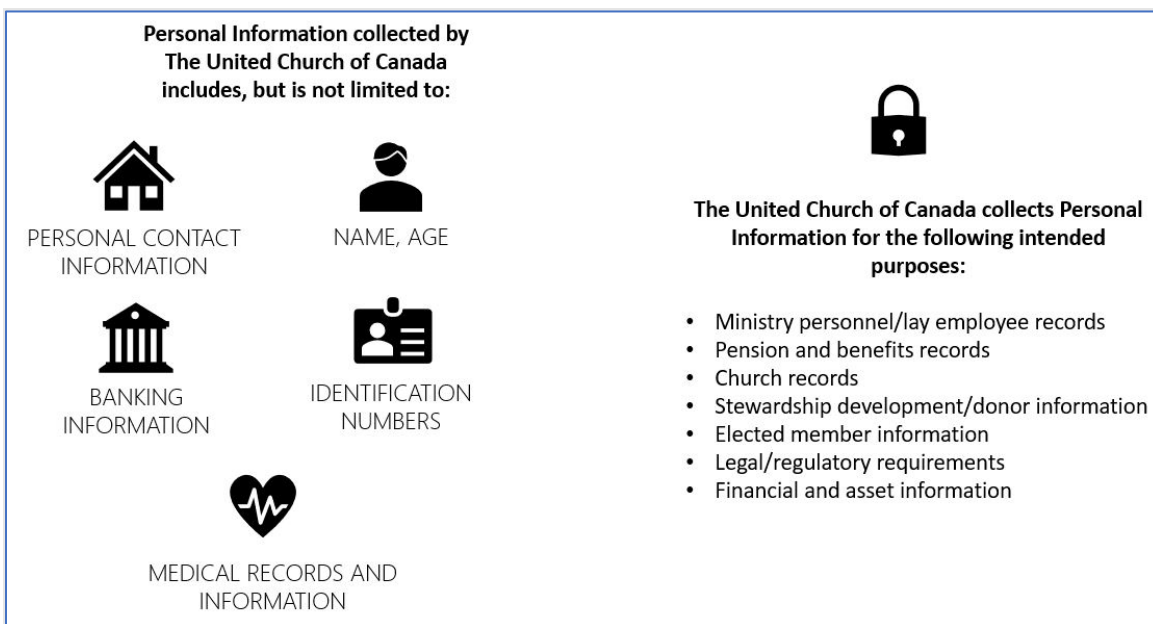 Personal Information collected by
The United Church of Canada
includes, but is not limited to:
PERSONAL CONTACT
INFORMATION
NAME, AGE
BANKING
INFORMATION
IDENTIFICATION
NUMBERS
MEDICAL RECORDS AND
INFORMATION
The United Church of Canada collects Personal
Information for the following intended
purposes:
• Ministry personnel/lay employee records
• Pension and benefits records
• Church records
• Stewardship development/donor information
• Elected member information
• Legal/regulatory requirements
• Financial and asset information